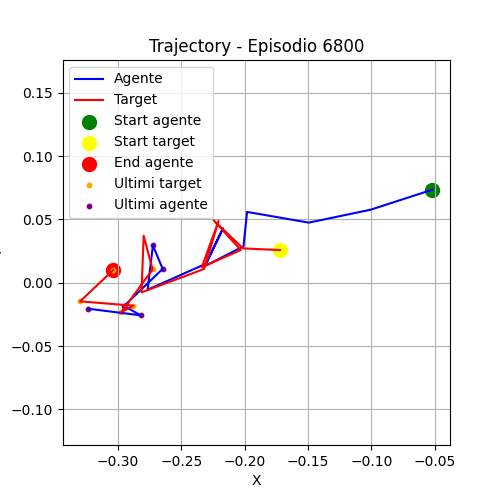 Trajectory - Episodio 6800
Agente
Target
Start agente
Start target
End agente
Ultimi target
Ultimi agente
0.15
0.10
0.05
0.00
−0.05
−0.10
−0.30 −0.25 −0.20 −0.15 −0.10 −0.05
X